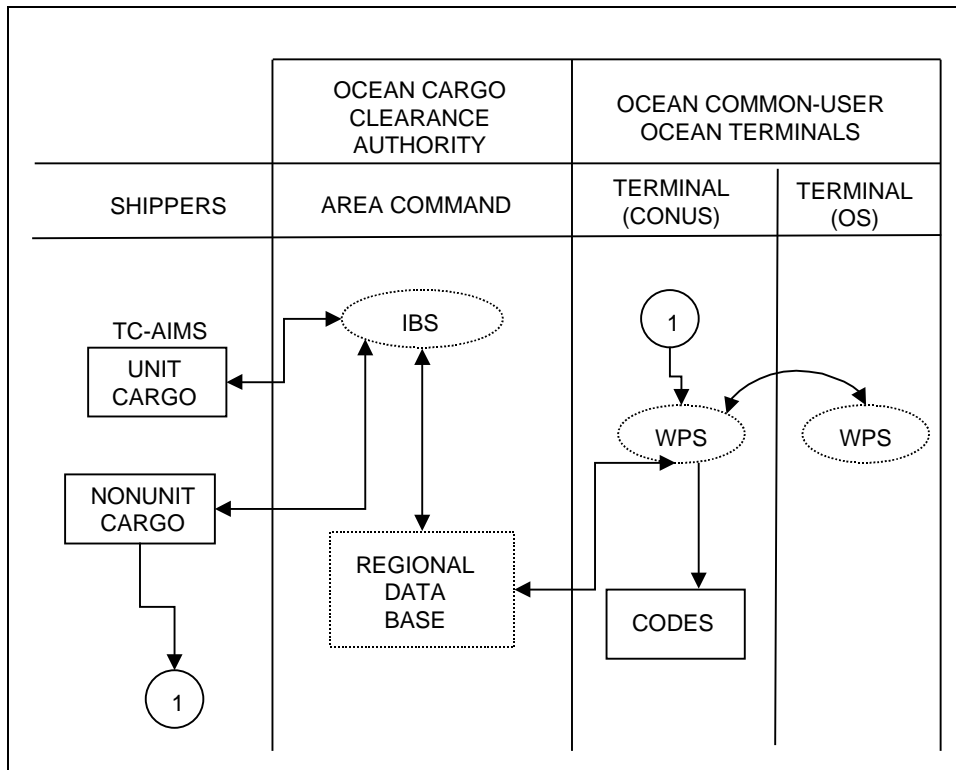 OCEAN CARGO
CLEARANCE
AUTHORITY
OCEAN COMMON-USER
OCEAN TERMINALS
SHIPPERS
AREA COMMAND
TERMINAL
(CONUS)
TERMINAL
(OS)
TC-AIMS
UNIT
CARGO
IBS
1
WPS
WPS
NONUNIT
CARGO
REGIONAL
DATA
BASE
CODES
1